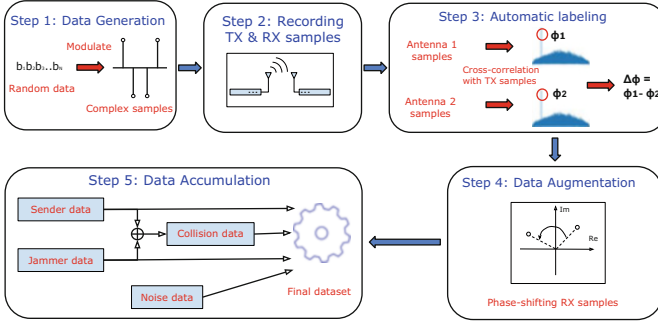 Step 1: Data Generation
Modulate
b₁b₂b₃..bₙ
Random data
Complex samples
Step 2: Recording
TX & RX samples
Step 3: Automatic labeling
Antenna 1
samples
ϕ1
Cross-correlation
with TX samples
Antenna 2
samples
ϕ2
Δϕ =
ϕ1- ϕ2
Step 4: Data Augmentation
Im
Re
Phase-shifting RX samples
Step 5: Data Accumulation
Sender data
Collision data
Jammer data
Noise data
Final dataset